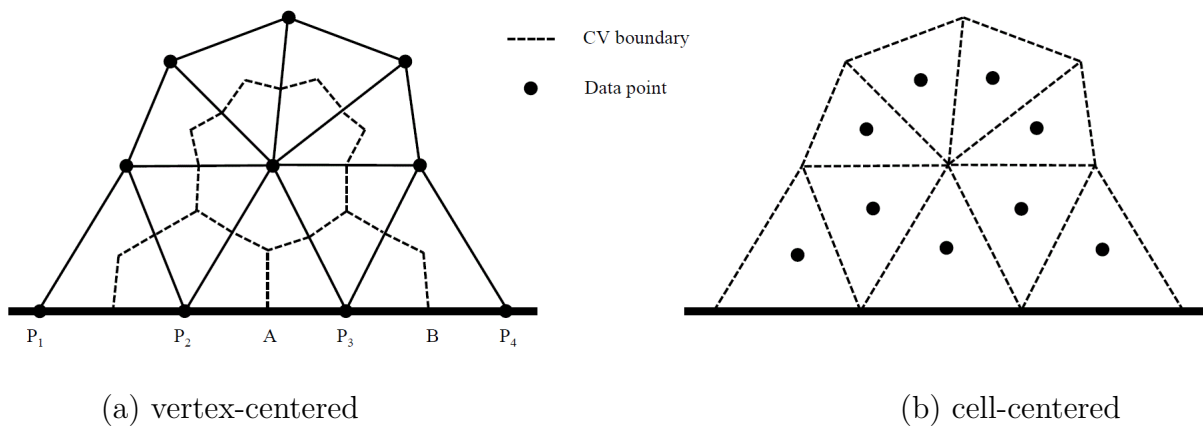 CV boundary
Data point
P₁ P₂ A P₃ B P₄
(a) vertex-centered
(b) cell-centered